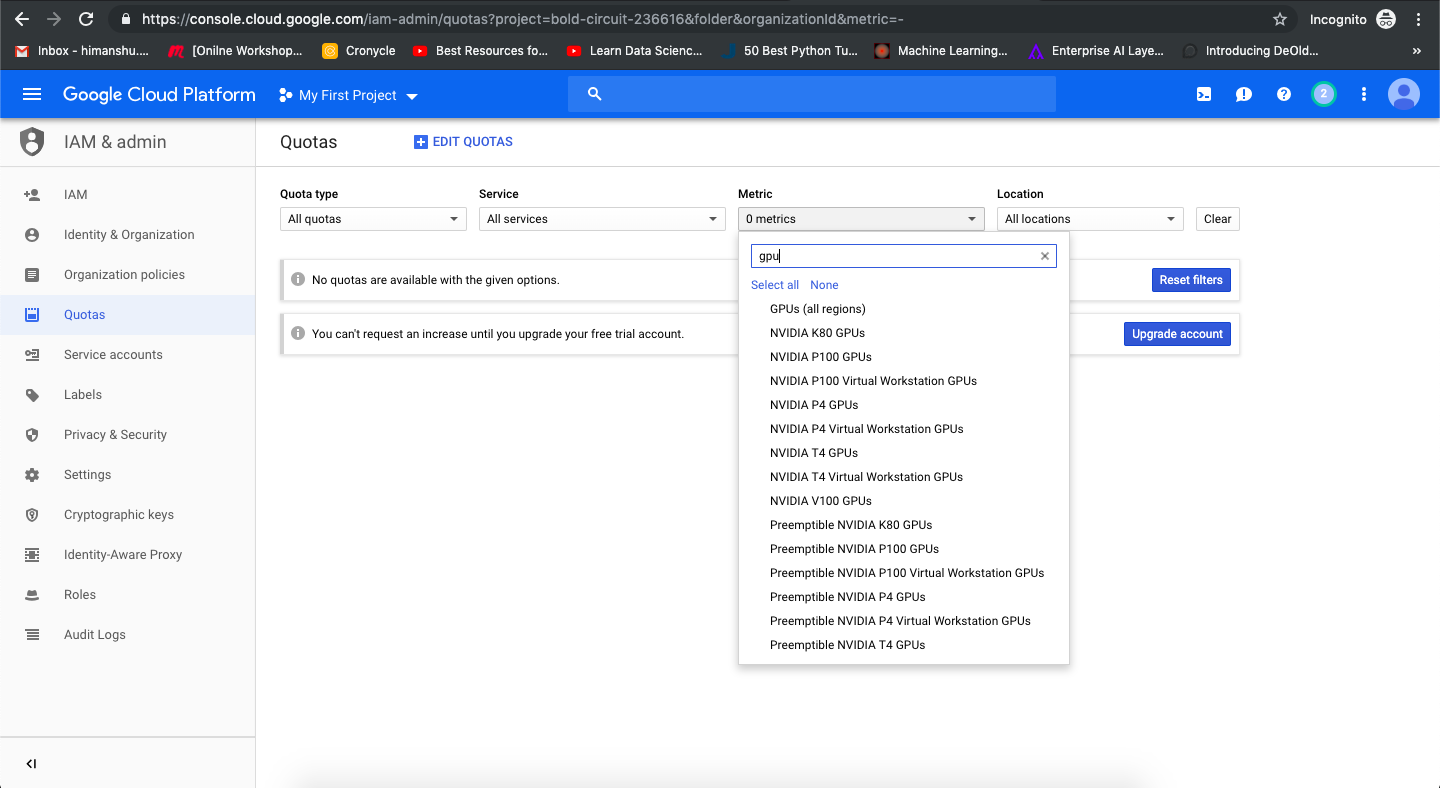 https://console.cloud.google.com/iam-admin/quotas?project=bold-circuit-236616&folder&organizationId&metric=-
Incognito
Inbox - himanshu....
[Onilne Workshop...
Cronycle
Best Resources fo...
Learn Data Scienc...
50 Best Python Tu...
Machine Learning...
Enterprise AI Laye...
Introducing DeOld...
»
Google Cloud Platform
My First Project
2
IAM & admin
Quotas
EDIT QUOTAS
IAM
Identity & Organization
Organization policies
Quotas
Service accounts
Labels
Privacy & Security
Settings
Cryptographic keys
Identity-Aware Proxy
Roles
Audit Logs
Quota type
Service
Metric
Location
All quotas
All services
0 metrics
All locations
Clear
No quotas are available with the given options.
Reset filters
You can't request an increase until you upgrade your free trial account.
Upgrade account
gpu
Select all None
GPUs (all regions)
NVIDIA K80 GPUs
NVIDIA P100 GPUs
NVIDIA P100 Virtual Workstation GPUs
NVIDIA P4 GPUs
NVIDIA P4 Virtual Workstation GPUs
NVIDIA T4 GPUs
NVIDIA T4 Virtual Workstation GPUs
NVIDIA V100 GPUs
Preemptible NVIDIA K80 GPUs
Preemptible NVIDIA P100 GPUs
Preemptible NVIDIA P100 Virtual Workstation GPUs
Preemptible NVIDIA P4 GPUs
Preemptible NVIDIA P4 Virtual Workstation GPUs
Preemptible NVIDIA T4 GPUs